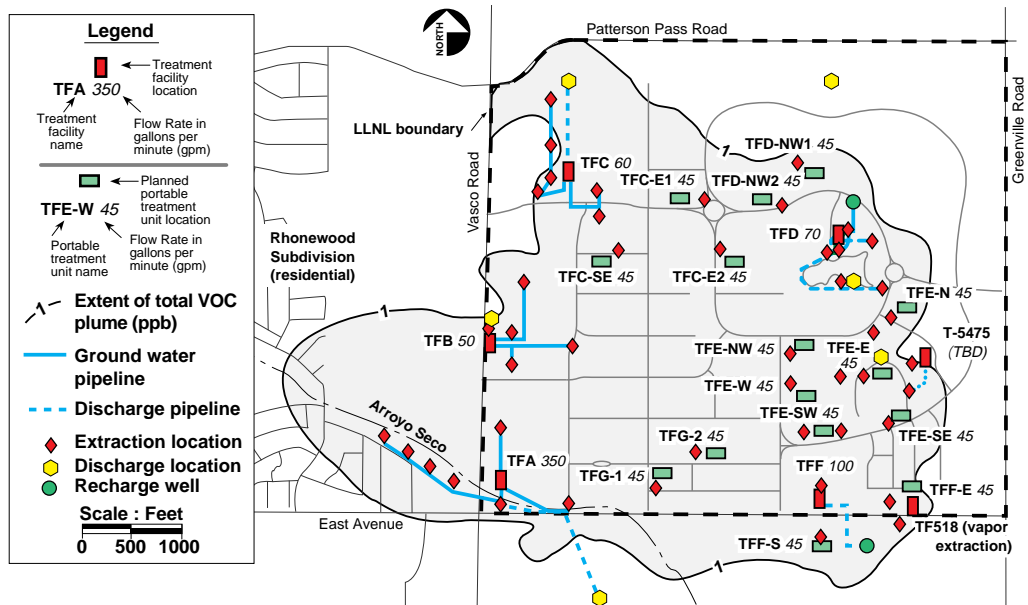 Legend
Treatment
facility
location
TFA 350
Treatment
facility
name
Flow Rate in
gallons per
minute (gpm)
Planned
portable
treatment
unit location
TFE-W 45
Portable
treatment
unit name
Flow Rate in
gallons per
minute (gpm)
1
Extent of total VOC
plume (ppb)
Ground water
pipeline
Discharge pipeline
Extraction location
Discharge location
Recharge well
Scale : Feet
0 500 1000
NORTH
Patterson Pass Road
Greenville Road
Vasco Road
LLNL boundary
Rhonewood
Subdivision
(residential)
1
TFC 60
TFC-E1 45
TFD-NW1 45
TFD-NW2 45
TFD 70
TFC-SE 45
TFC-E2 45
TFE-N 45
1
TFB 50
T-5475
(TBD)
TFE-NW 45
TFE-E
45
TFE-W 45
TFE-SW 45
TFE-SE 45
Arroyo Seco
TFG-2 45
TFA 350
TFG-1 45
TFF 100
TFF-E 45
East Avenue
TF518 (vapor
extraction)
TFF-S 45
1